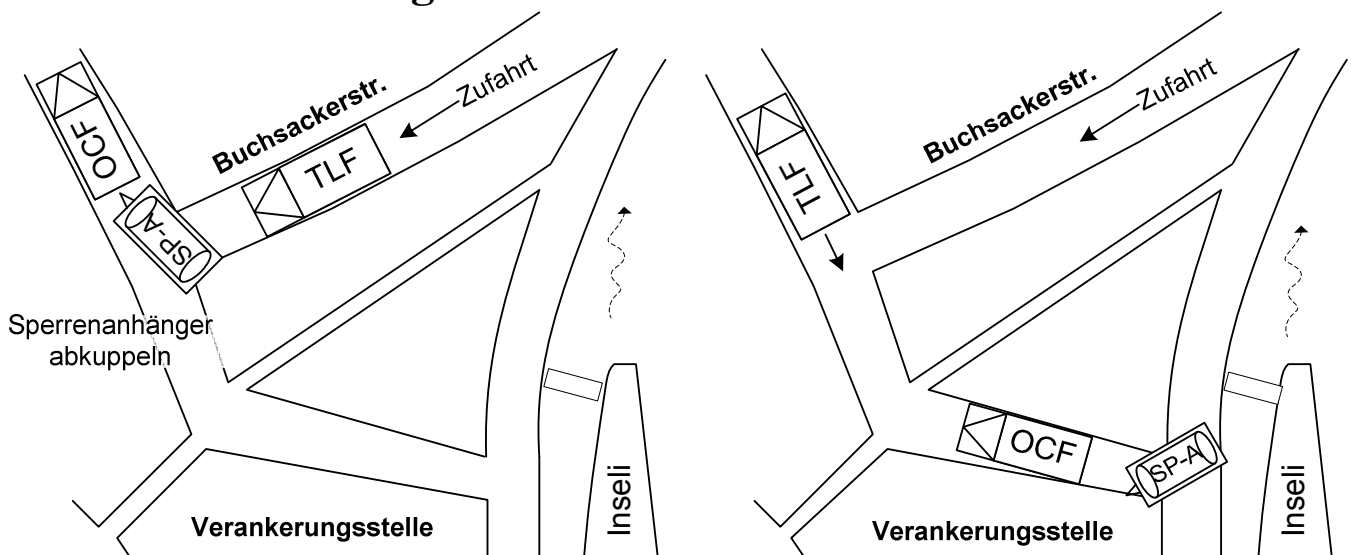 OCF
Buchsackerstr.
Zufahrt
TLF
SP-A
Sperrenanhänger
abkuppeln
Verankerungsstelle
Inseli
Buchsackerstr.
Zufahrt
TLF
OCF
SP-A
Verankerungsstelle
Inseli